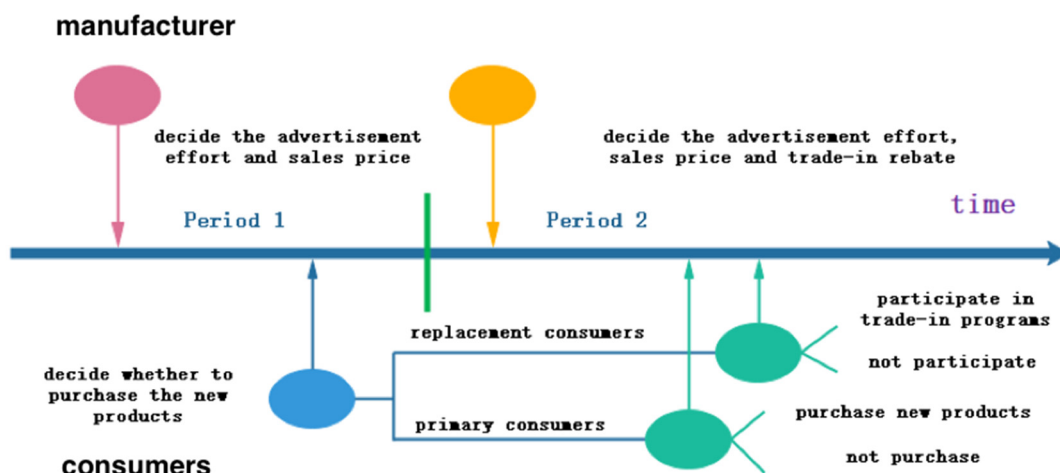 manufacturer
decide the advertisement
effort and sales price
decide the advertisement effort,
sales price and trade-in rebate
Period 1
Period 2
time
replacement consumers
participate in
trade-in programs
not participate
decide whether to
purchase the new
products
primary consumers
purchase new products
not purchase
consumers